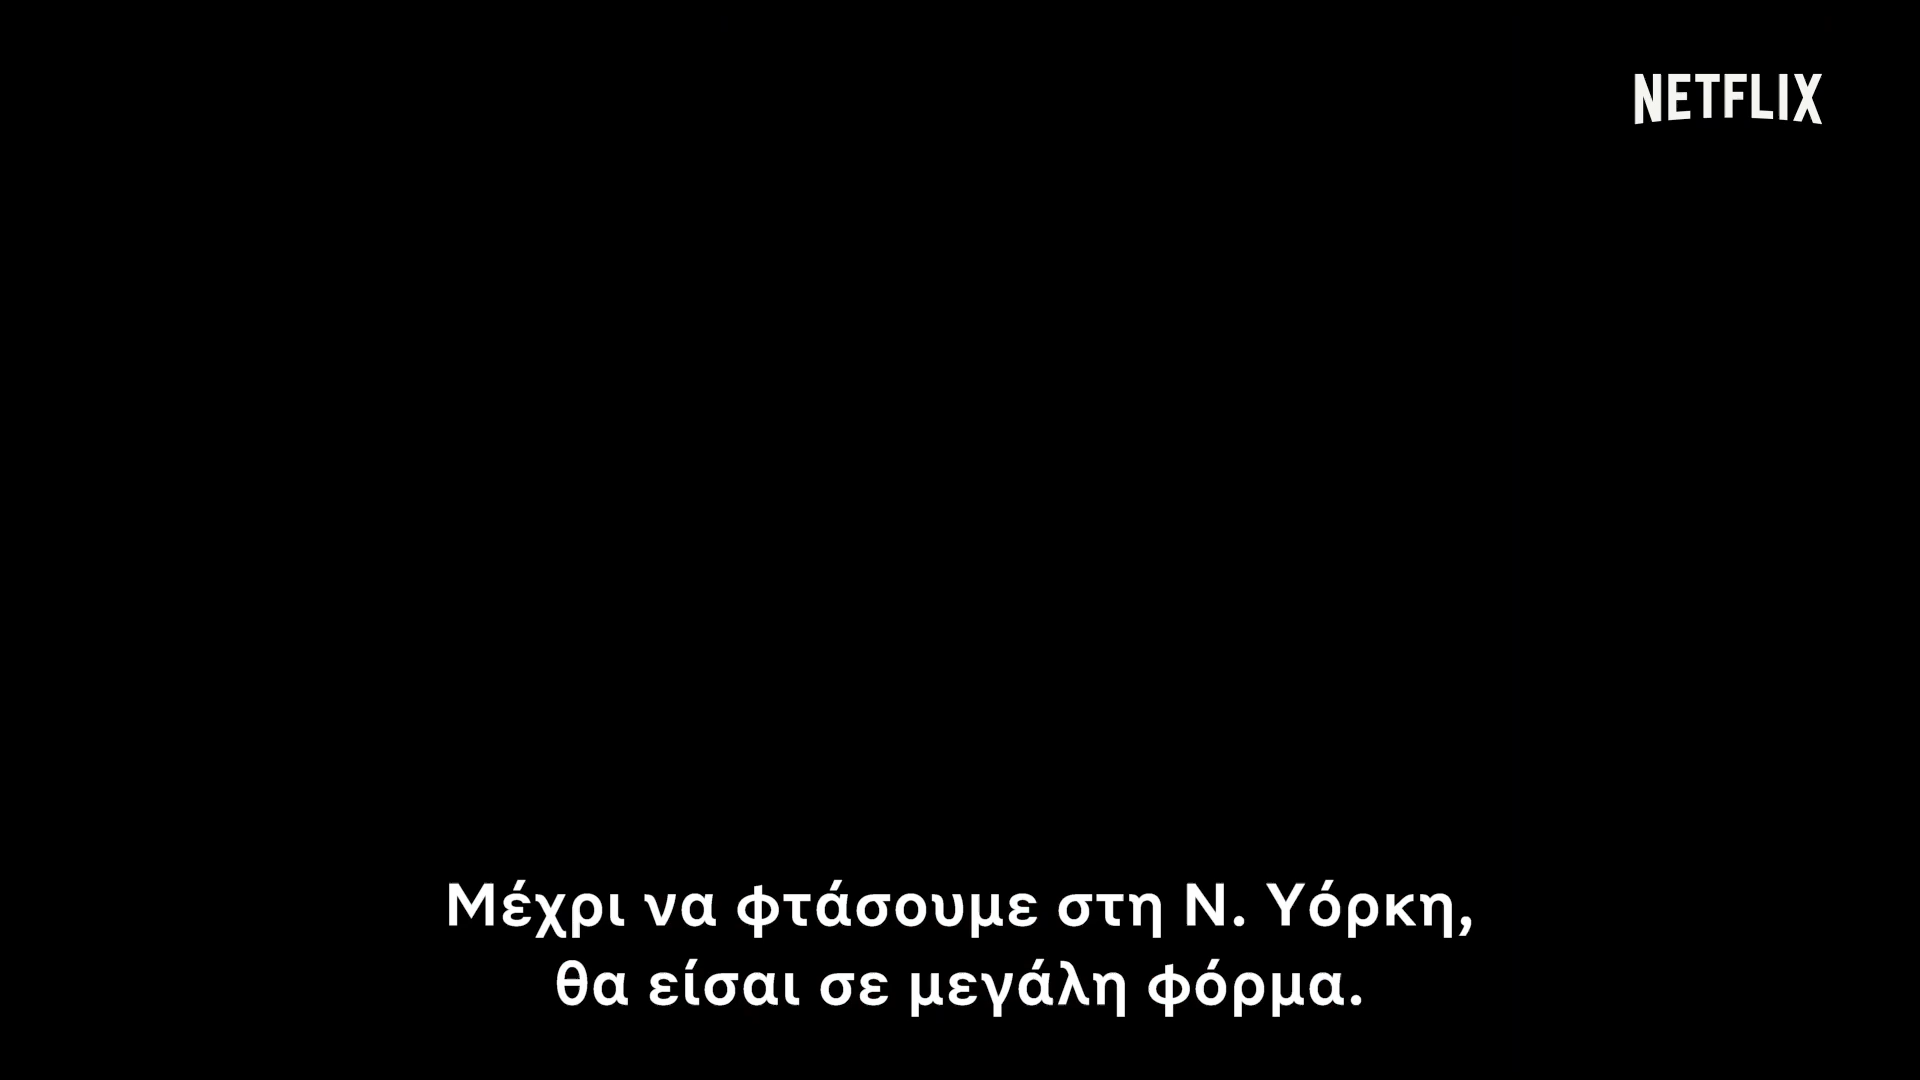 NETFLIX
Μέχρι να φτάσουμε στη Ν. Υόρκη,
θα είσαι σε μεγάλη φόρμα.